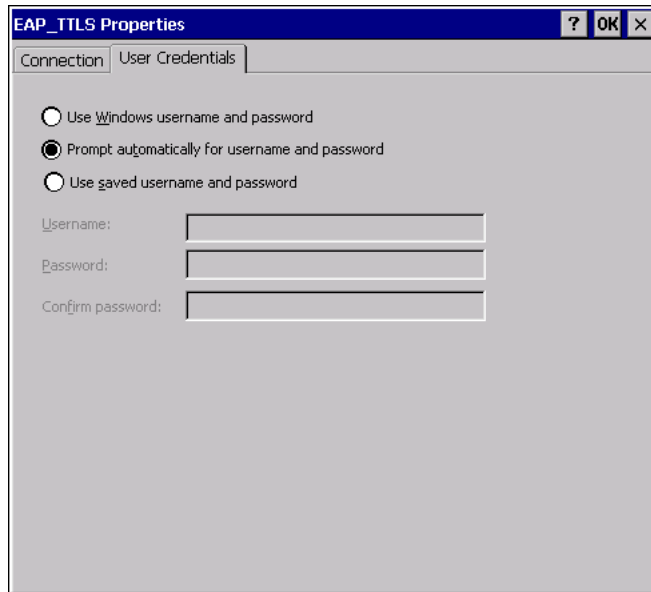 EAP_TTLS Properties ? OK ×
Connection User Credentials
Use Windows username and password
Prompt automatically for username and password
Use saved username and password
Username:
Password:
Confirm password: